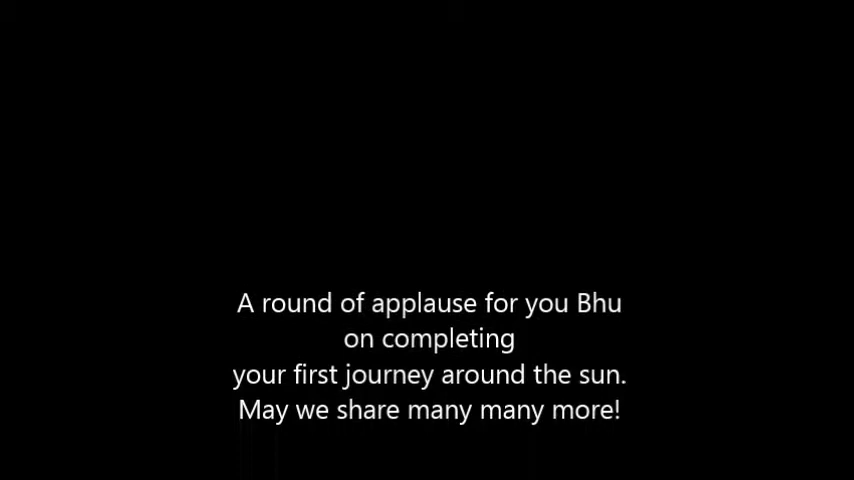 A round of applause for you Bhu
on completing
your first journey around the sun.
May we share many many more!